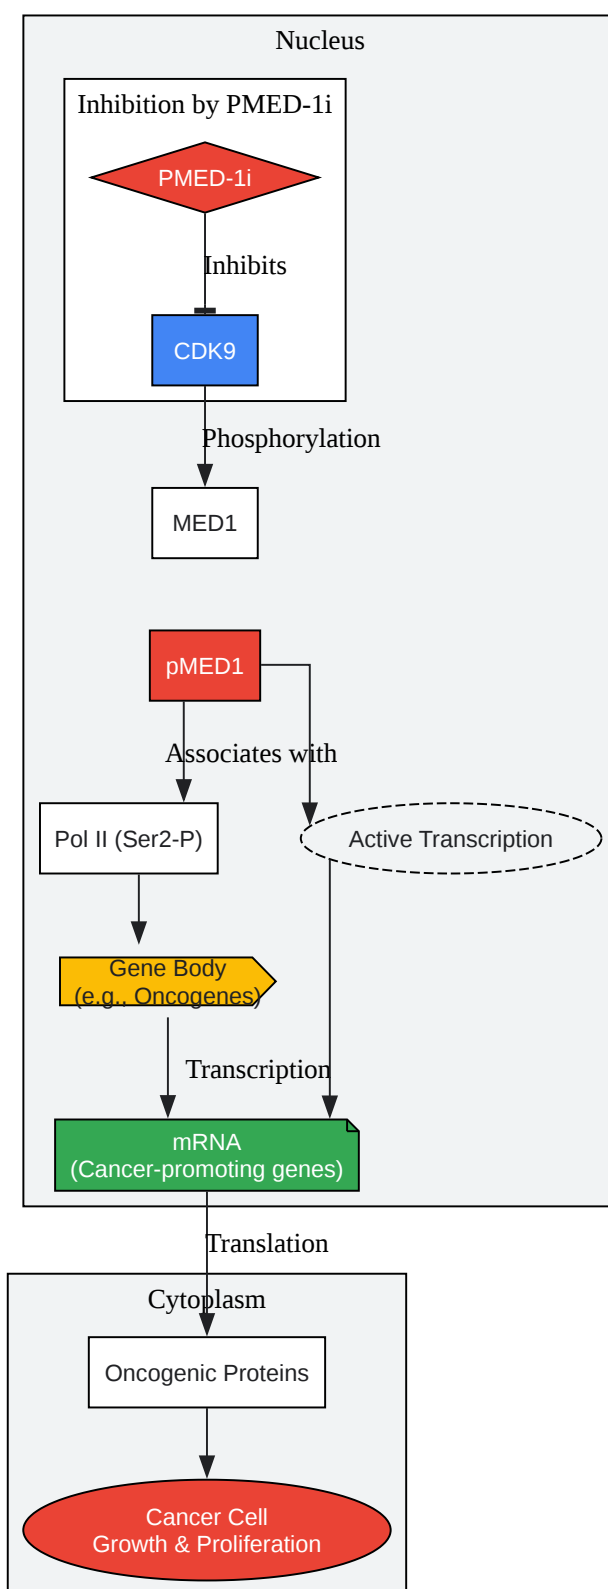 Nucleus
Inhibition by PMED-1i
PMED-1i
Inhibits
CDK9
Phosphorylation
MED1
pMED1
Associates with
Pol II (Ser2-P)
Active Transcription
Gene Body
(e.g., Oncogenes)
Transcription
mRNA
(Cancer-promoting genes)
Translation
Cytoplasm
Oncogenic Proteins
Cancer Cell
Growth & Proliferation